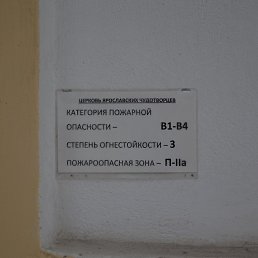 ЦЕРКОВЬ ЯРОСЛАВСКИХ ЧУДОТВОРЦЕВ
КАТЕГОРИЯ ПОЖАРНОЙ
ОПАСНОСТИ – В1-В4
СТЕПЕНЬ ОГНЕСТОЙКОСТИ – 3
ПОЖАРООПАСНАЯ ЗОНА – П-IIа